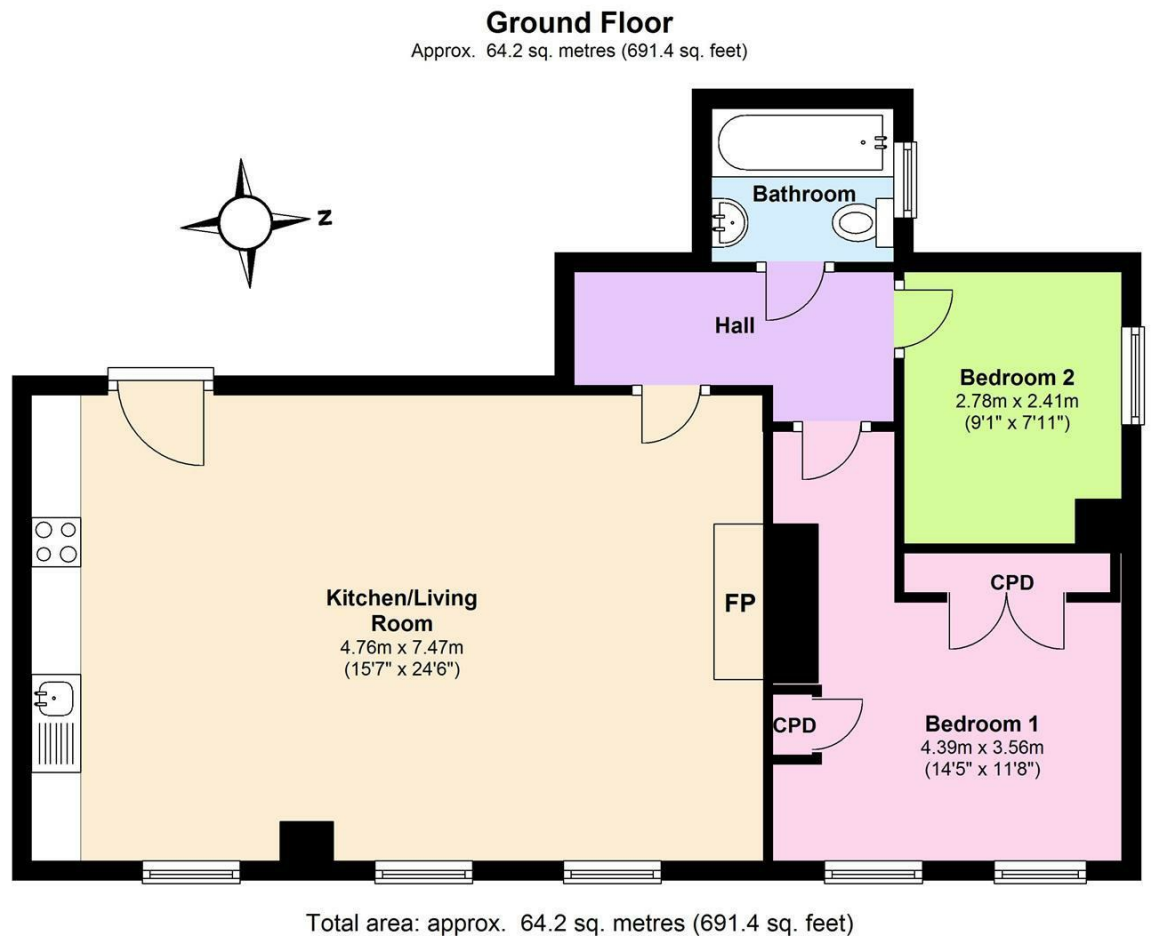 Ground Floor
Approx. 64.2 sq. metres (691.4 sq. feet)
Bathroom
N
Hall
Bedroom 2
2.78m x 2.41m
(9'1" x 7'11")
Kitchen/Living
Room
4.76m x 7.47m
(15'7" x 24'6")
FP
CPD
CPD
Bedroom 1
4.39m x 3.56m
(14'5" x 11'8")
Total area: approx. 64.2 sq. metres (691.4 sq. feet)